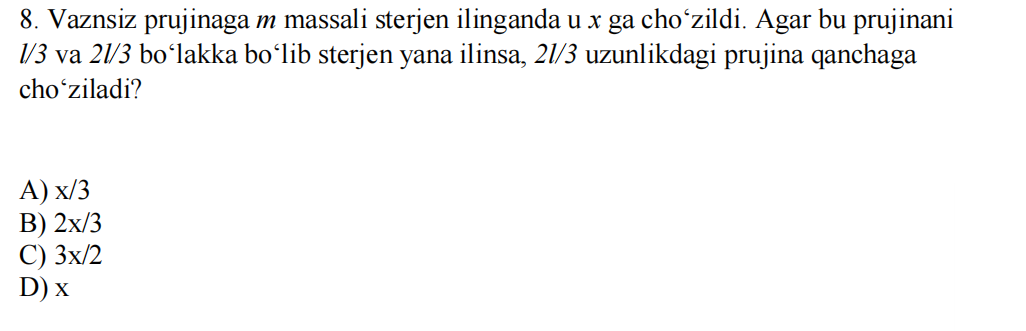 8. Vaznsiz prujinaga m massali sterjen ilinganda u x ga cho‘zildi. Agar bu prujinani
l/3 va 2l/3 bo‘lakka bo‘lib sterjen yana ilinsa, 2l/3 uzunlikdagi prujina qanchaga
cho‘ziladi?
A) x/3
B) 2x/3
C) 3x/2
D) x